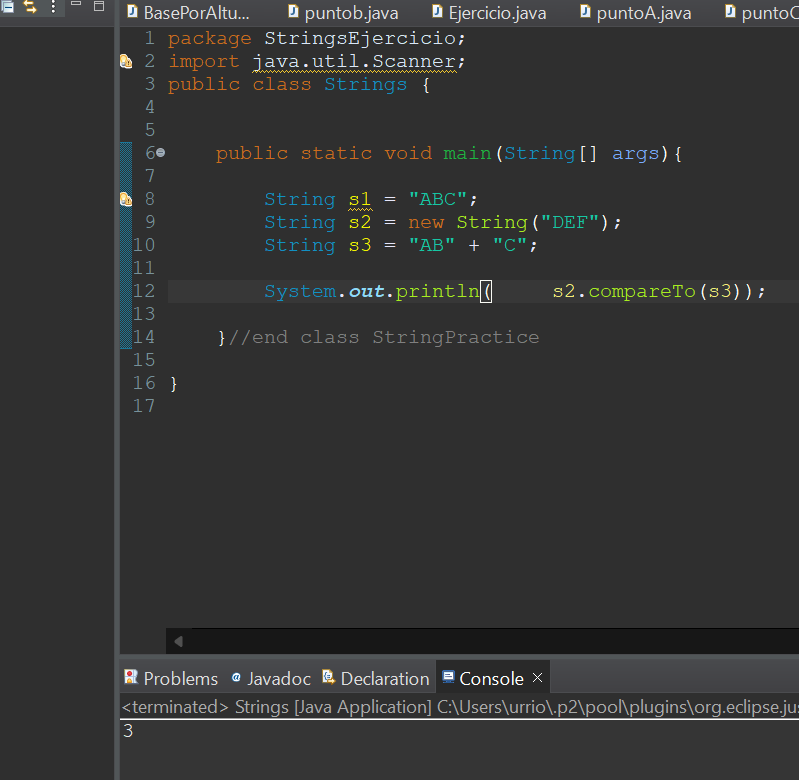 BasePorAltu... puntob.java Ejercicio.java puntoA.java puntoC
1 package StringsEjercicio;
2 import java.util.Scanner;
3 public class Strings {
4
5
6 public static void main(String[] args){
7
8 String s1 = "ABC";
9 String s2 = new String("DEF");
10 String s3 = "AB" + "C";
11
12 System.out.println(     s2.compareTo(s3));
13
14 }//end class StringPractice
15
16 }
17
Problems @ Javadoc Declaration Console ×
<terminated> Strings [Java Application] C:\Users\urrio\.p2\pool\plugins\org.eclipse.jus
3